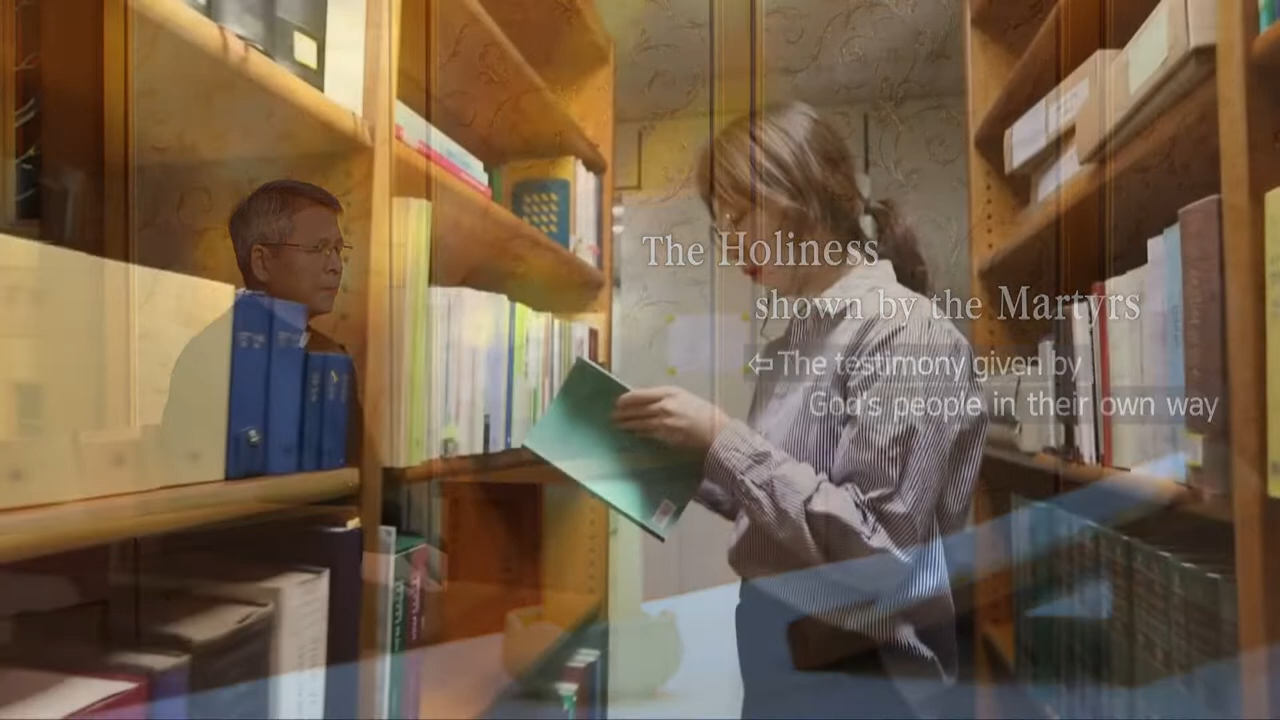 The Holiness
shown by the Martyrs
⇦The testimony given by
God's people in their own way